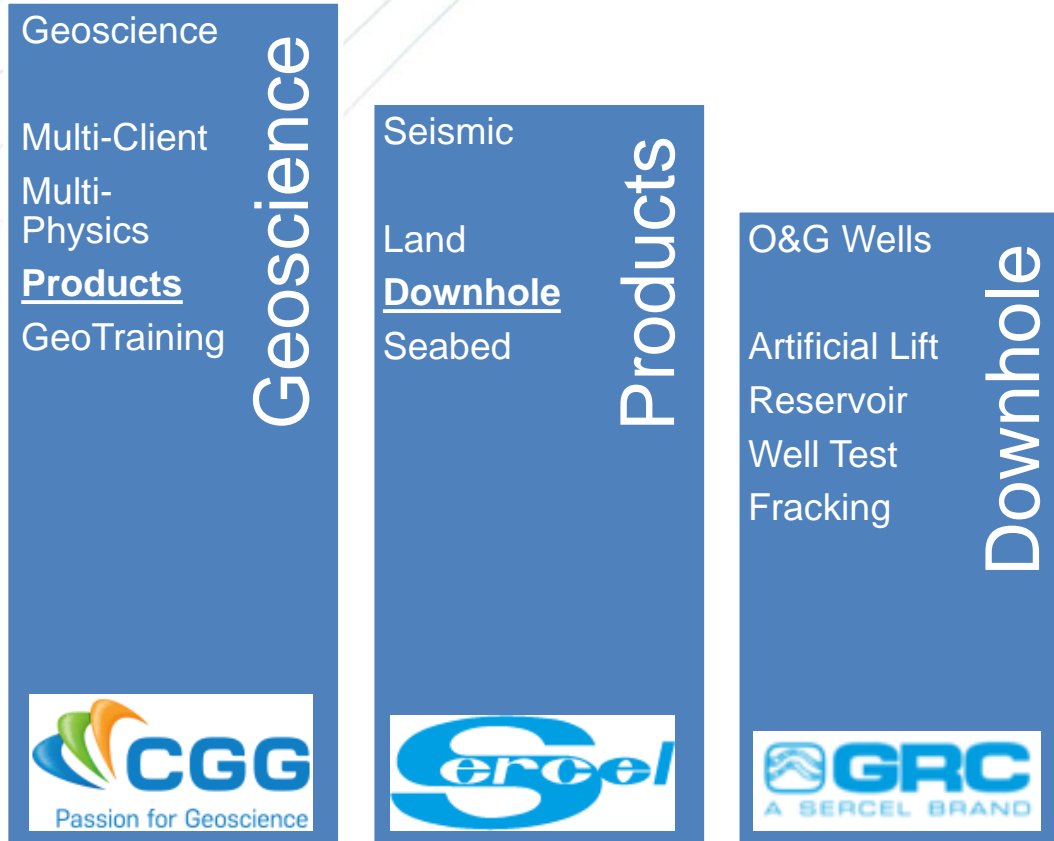 Geoscience
Multi-Client
Multi-
Physics
Products
GeoTraining
Geoscience
CGG
Passion for Geoscience
Seismic
Land
Downhole
Seabed
Products
Sercel
O&G Wells
Artificial Lift
Reservoir
Well Test
Fracking
Downhole
GRC
A SERCEL BRAND